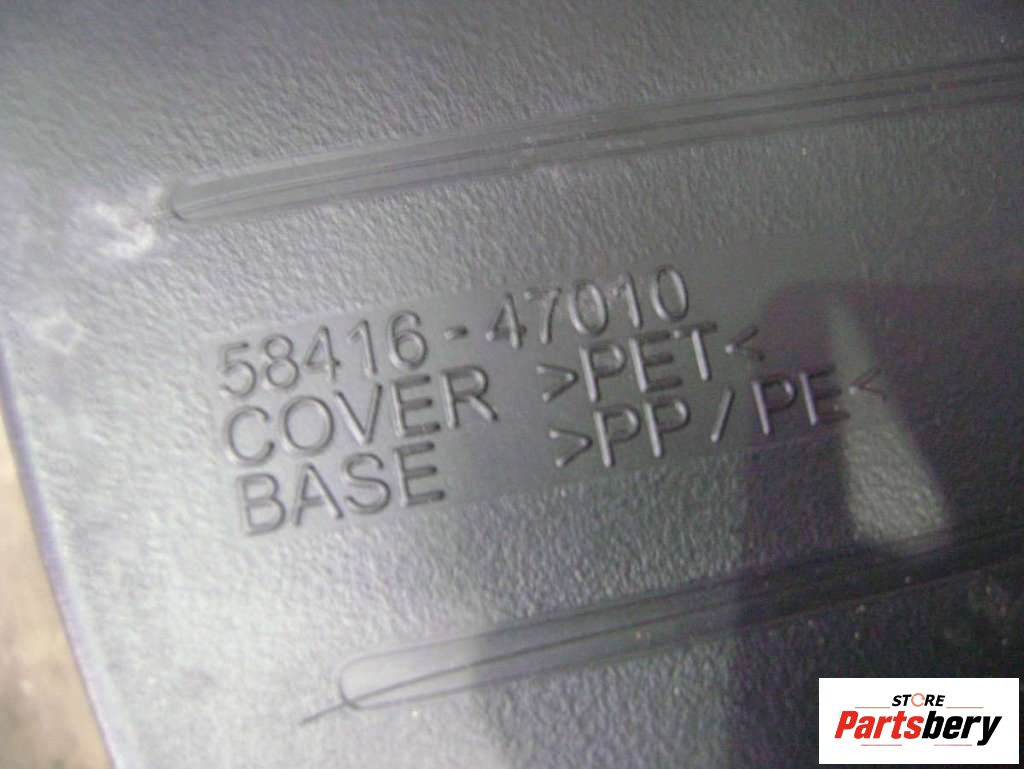 58416-47010
COVER >PET<
BASE >PP/PE<
STORE
Partsbery